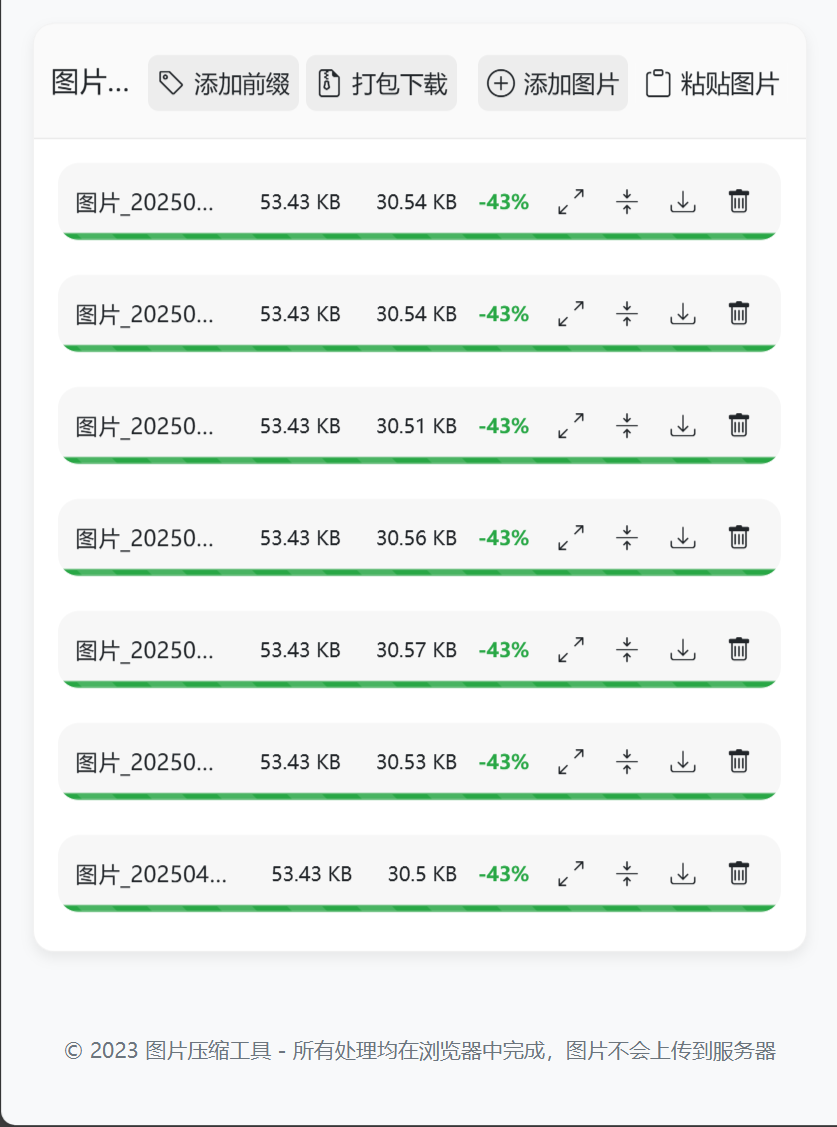 图片... 添加前缀 打包下载 添加图片 粘贴图片
图片_20250... 53.43 KB 30.54 KB -43%
图片_20250... 53.43 KB 30.54 KB -43%
图片_20250... 53.43 KB 30.51 KB -43%
图片_20250... 53.43 KB 30.56 KB -43%
图片_20250... 53.43 KB 30.57 KB -43%
图片_20250... 53.43 KB 30.53 KB -43%
图片_202504... 53.43 KB 30.5 KB -43%
© 2023 图片压缩工具 - 所有处理均在浏览器中完成，图片不会上传到服务器